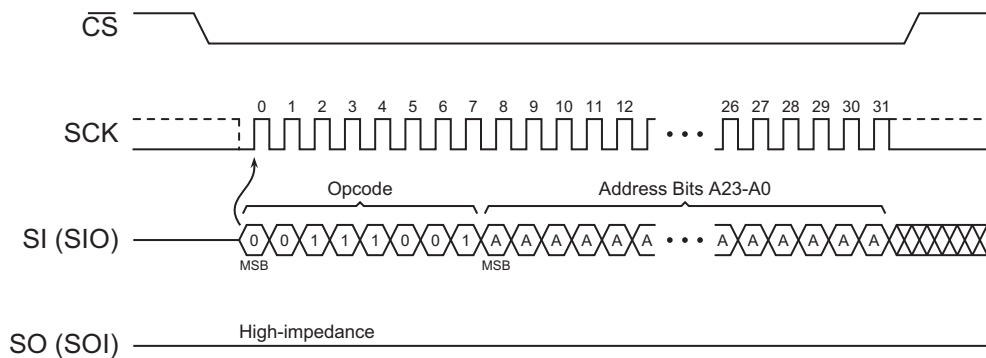 CS
0 1 2 3 4 5 6 7 8 9 10 11 12 26 27 28 29 30 31
SCK
Opcode Address Bits A23-A0
SI (SIO) 0 0 1 1 1 0 0 1 A A A A A A A A A A A A
MSB MSB
High-impedance
SO (SOI)